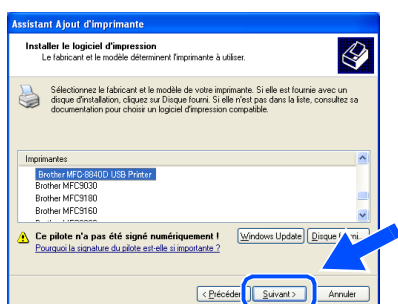 Assistant Ajout d'imprimante
Installer le logiciel d'impression
Le fabricant et le modèle déterminent l'imprimante à utiliser.
Sélectionnez le fabricant et le modèle de votre imprimante. Si elle est fournie avec un
disque d'installation, cliquez sur Disque fourni. Si elle n'est pas dans la liste, consultez sa
documentation pour choisir un logiciel d'impression compatible.
Imprimantes
Brother MFC-8840D USB Printer
Brother MFC9030
Brother MFC9180
Brother MFC9160
Ce pilote n'a pas été signé numériquement !
Windows Update
Disque
Pourquoi la signature du pilote est-elle si importante ?
< Précédent
Suivant >
Annuler